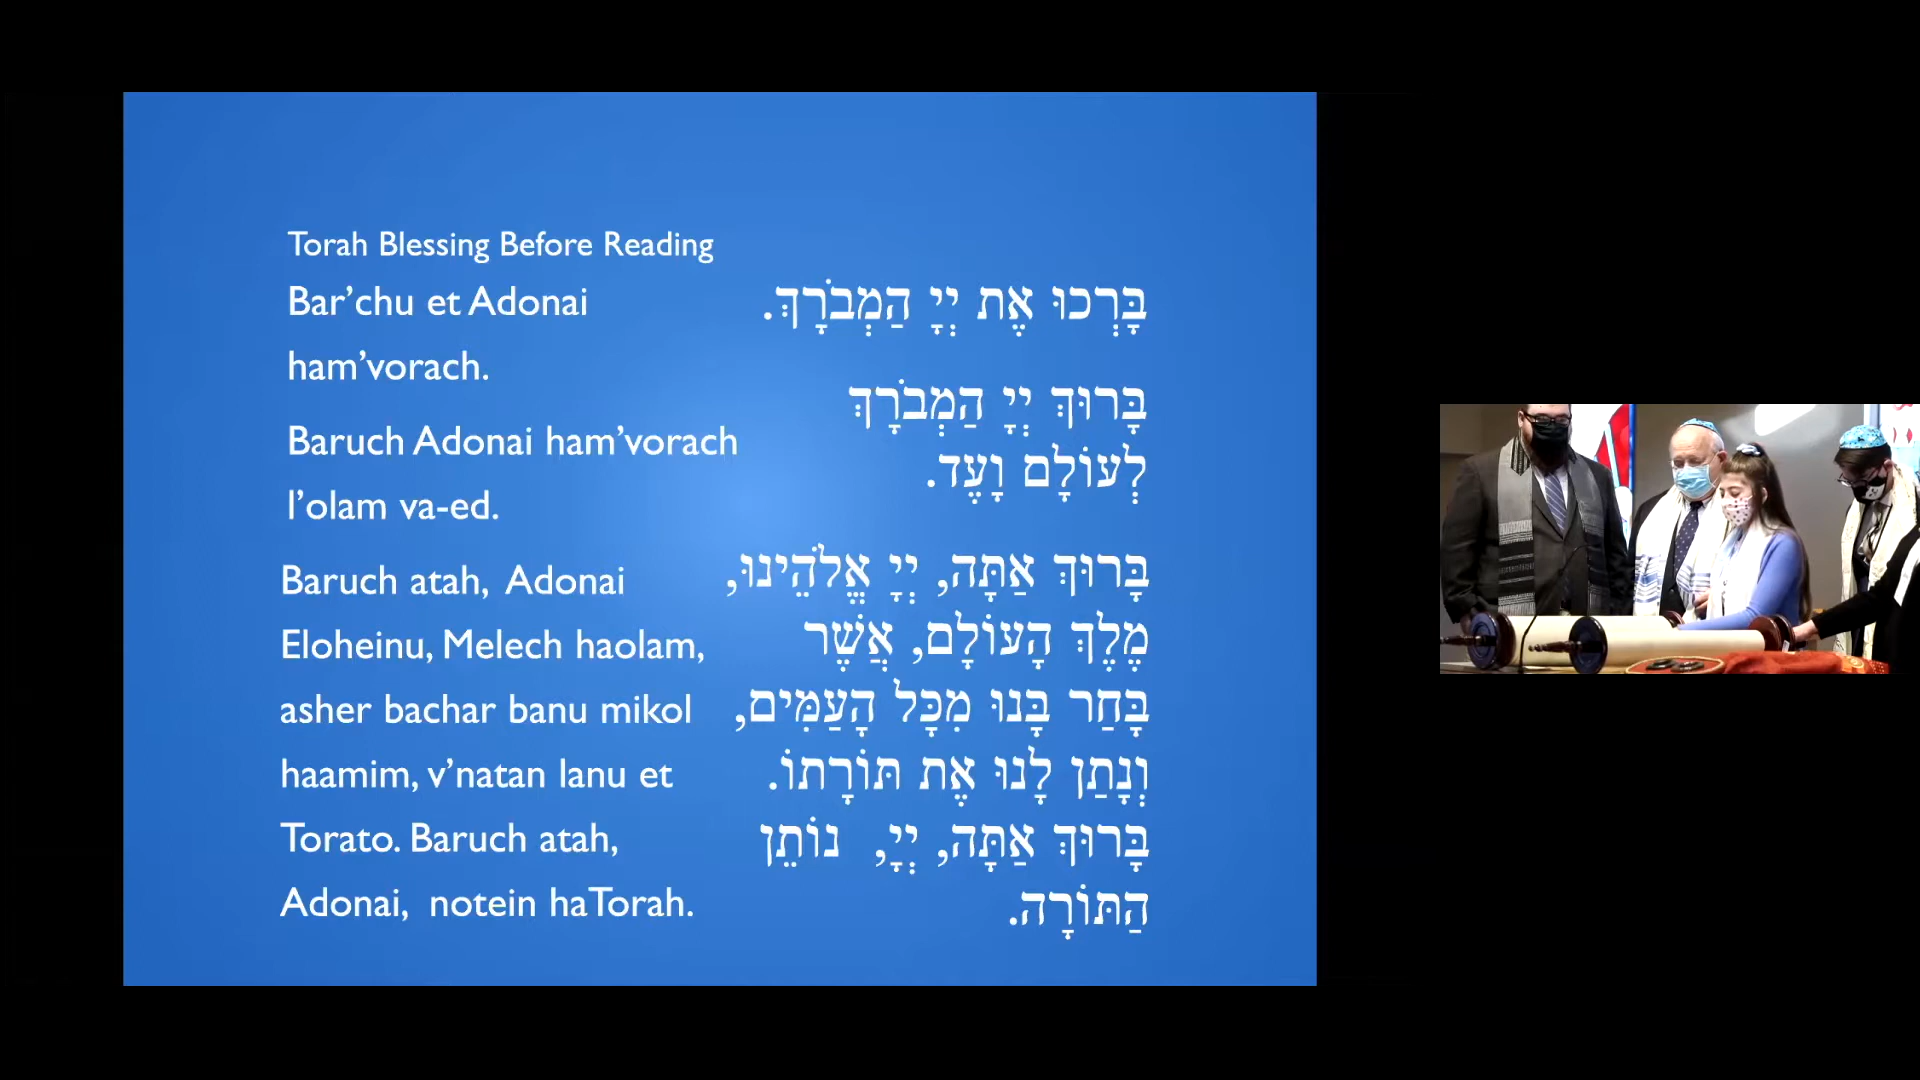 Torah Blessing Before Reading
Bar’chu et Adonai
ham’vorach.
Baruch Adonai ham’vorach
l’olam va-ed.
Baruch atah, Adonai
Eloheinu, Melech haolam,
asher bachar banu mikol
haamim, v’natan lanu et
Torato. Baruch atah,
Adonai, notein haTorah.
בָּרְכוּ אֶת יְיָ הַמְבֹרָךְ.
בָּרוּךְ יְיָ הַמְבֹרָךְ
לְעוֹלָם וָעֶד.
בָּרוּךְ אַתָּה, יְיָ אֱלֹהֵינוּ,
מֶלֶךְ הָעוֹלָם, אֲשֶׁר
בָּחַר בָּנוּ מִכָּל הָעַמִּים,
וְנָתַן לָנוּ אֶת תּוֹרָתוֹ.
בָּרוּךְ אַתָּה, יְיָ, נוֹתֵן
הַתּוֹרָה.